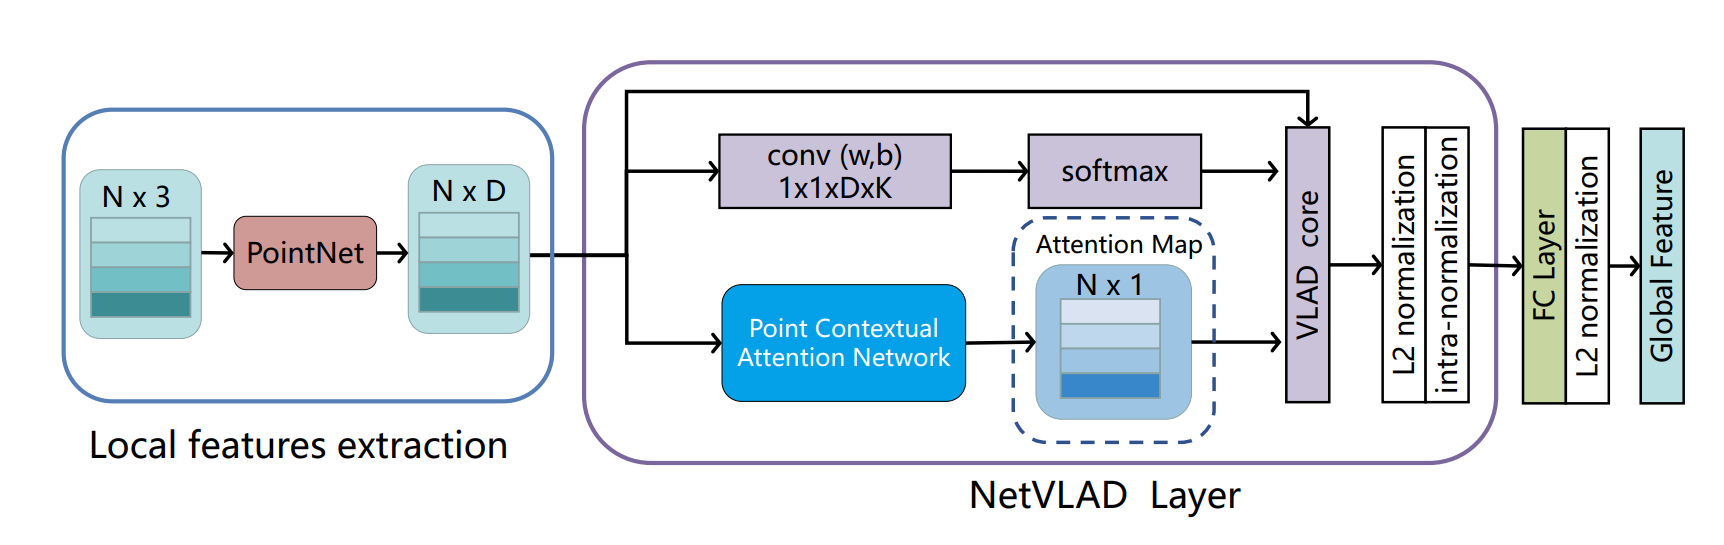 N x 3
PointNet
N x D
Local features extraction
conv (w,b)
1x1xDxK
softmax
Point Contextual
Attention Network
Attention Map
N x 1
VLAD core
L2 normalization
intra-normalization
NetVLAD Layer
FC Layer
L2 normalization
Global Feature